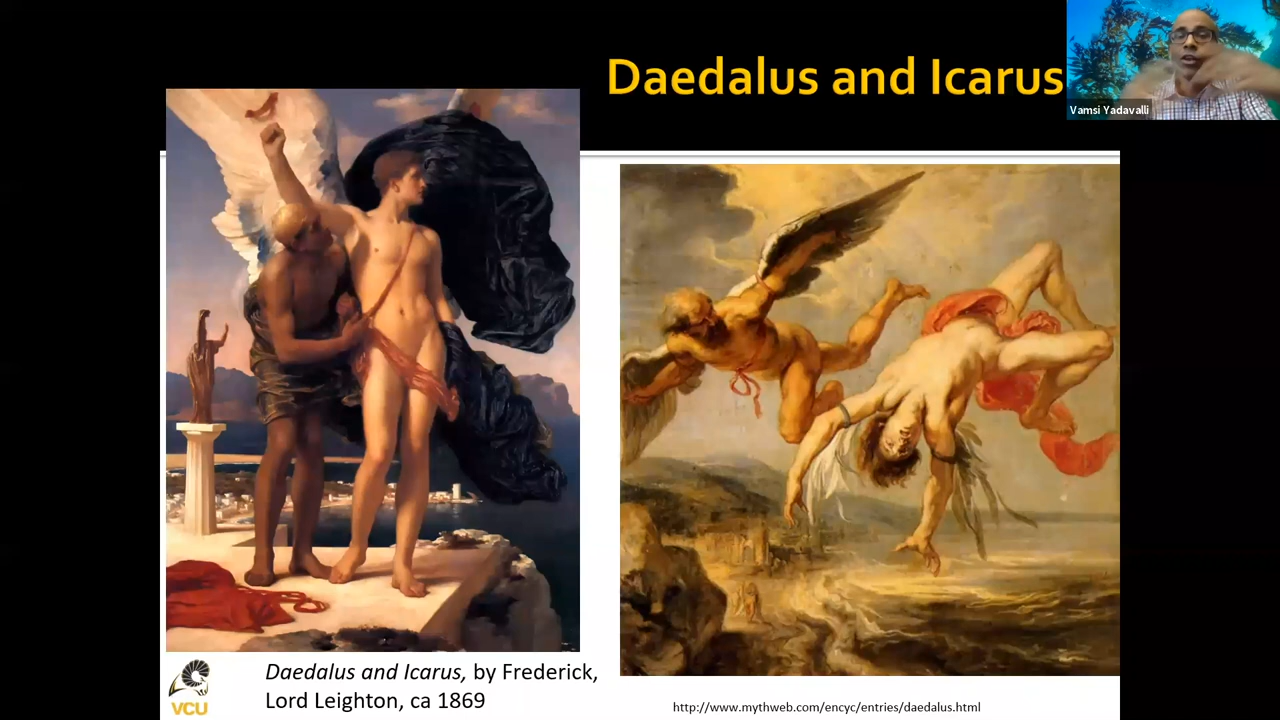 Daedalus and Icarus
Vamsi Yadavalli
Daedalus and Icarus, by Frederick,
Lord Leighton, ca 1869
VCU
http://www.mythweb.com/encyc/entries/daedalus.html